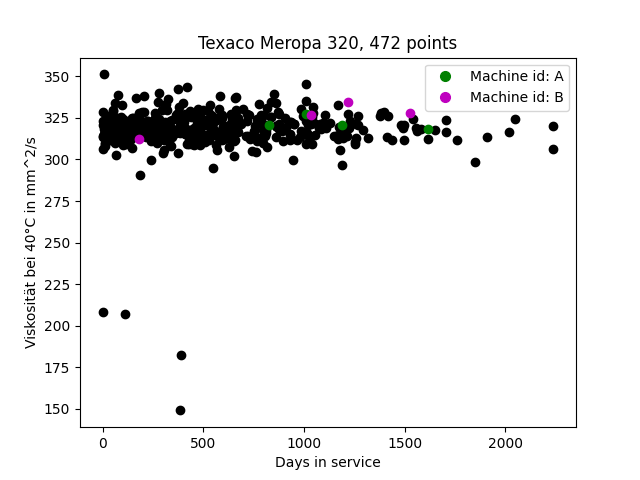 Texaco Meropa 320, 472 points
Machine id: A
Machine id: B
350
325
300
275
250
225
200
175
150
Viskosität bei 40°C in mm^2/s
0 500 1000 1500 2000
Days in service